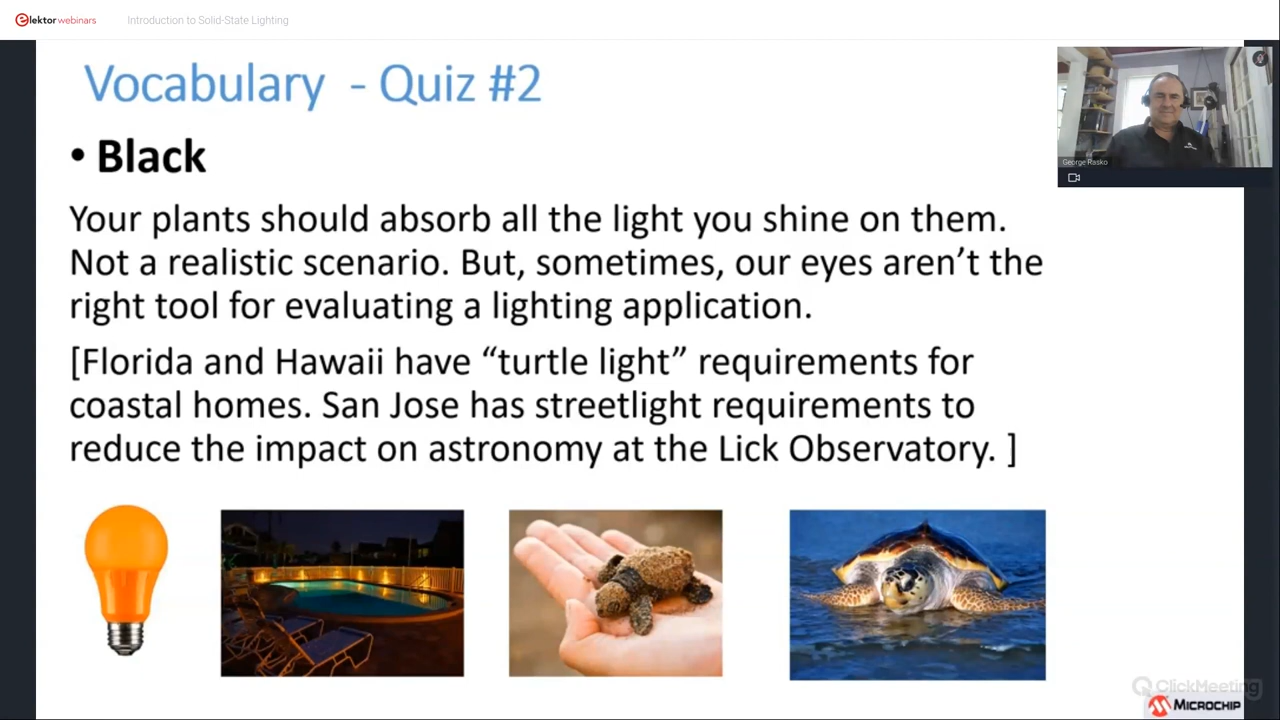 elektor webinars Introduction to Solid-State Lighting
Vocabulary - Quiz #2
George Rasko
• Black
Your plants should absorb all the light you shine on them.
Not a realistic scenario. But, sometimes, our eyes aren’t the
right tool for evaluating a lighting application.
[Florida and Hawaii have “turtle light” requirements for
coastal homes. San Jose has streetlight requirements to
reduce the impact on astronomy at the Lick Observatory. ]
ClickMeeting
MICROCHIP